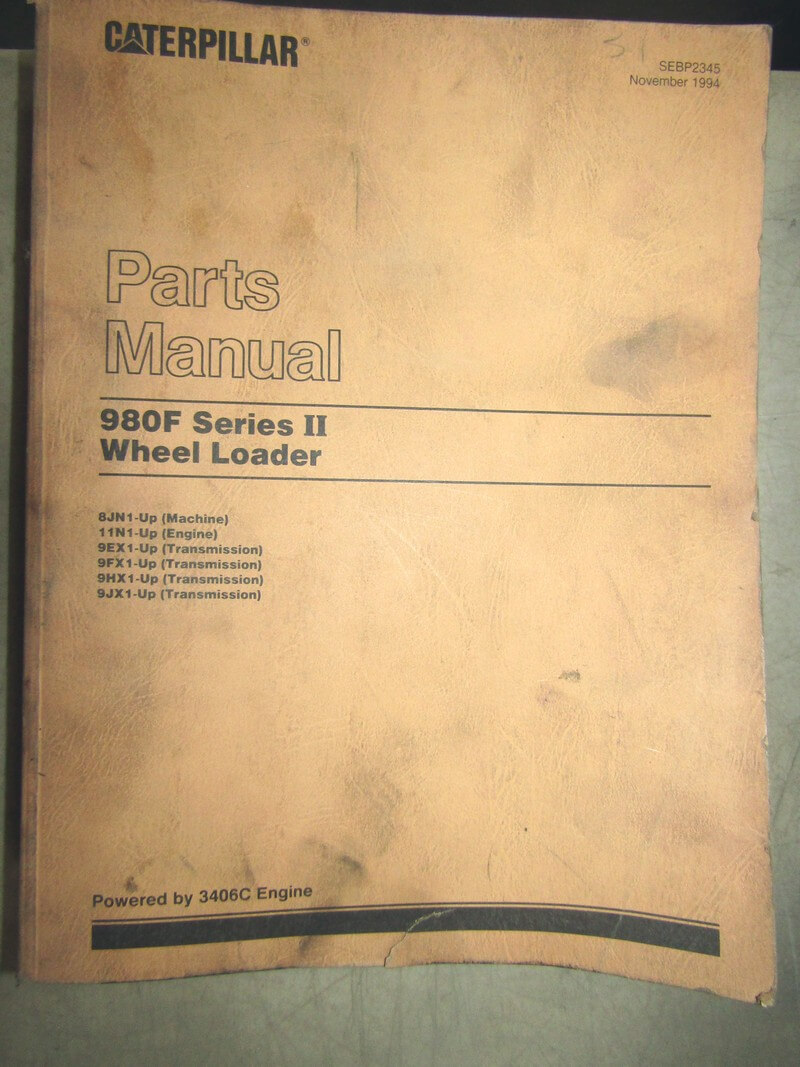 CATERPILLAR®
SEBP2345
November 1994
Parts
Manual
980F Series II
Wheel Loader
8JN1-Up (Machine)
11N1-Up (Engine)
9EX1-Up (Transmission)
9FX1-Up (Transmission)
9HX1-Up (Transmission)
9JX1-Up (Transmission)
Powered by 3406C Engine